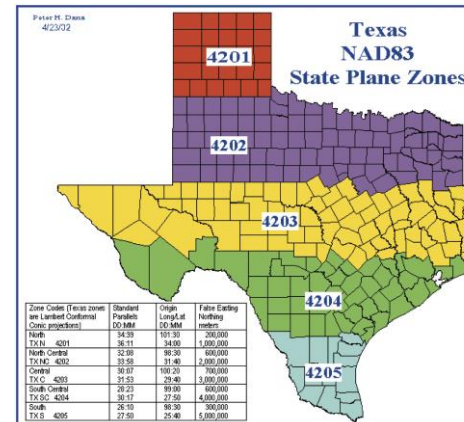 Peter H. Dana
4/23/02
Texas
NAD83
State Plane Zones
4201
4202
4203
4204
4205
Zone Codes (Texas zones are Lambert Conformal Conic projections) Standard Parallels DD:MM Origin Long/Lat DD:MM False Easting Northing meters
North 34:39 101:30 200,000
TX N 4201 36:11 34:00 1,000,000
North Central 32:08 98:30 600,000
TX NC 4202 33:58 31:40 2,000,000
Central 30:07 100:20 700,000
TX C 4203 31:53 29:40 3,000,000
South Central 28:23 99:00 600,000
TX SC 4204 30:17 27:50 4,000,000
South 26:10 98:30 300,000
TX S 4205 27:50 25:40 5,000,000